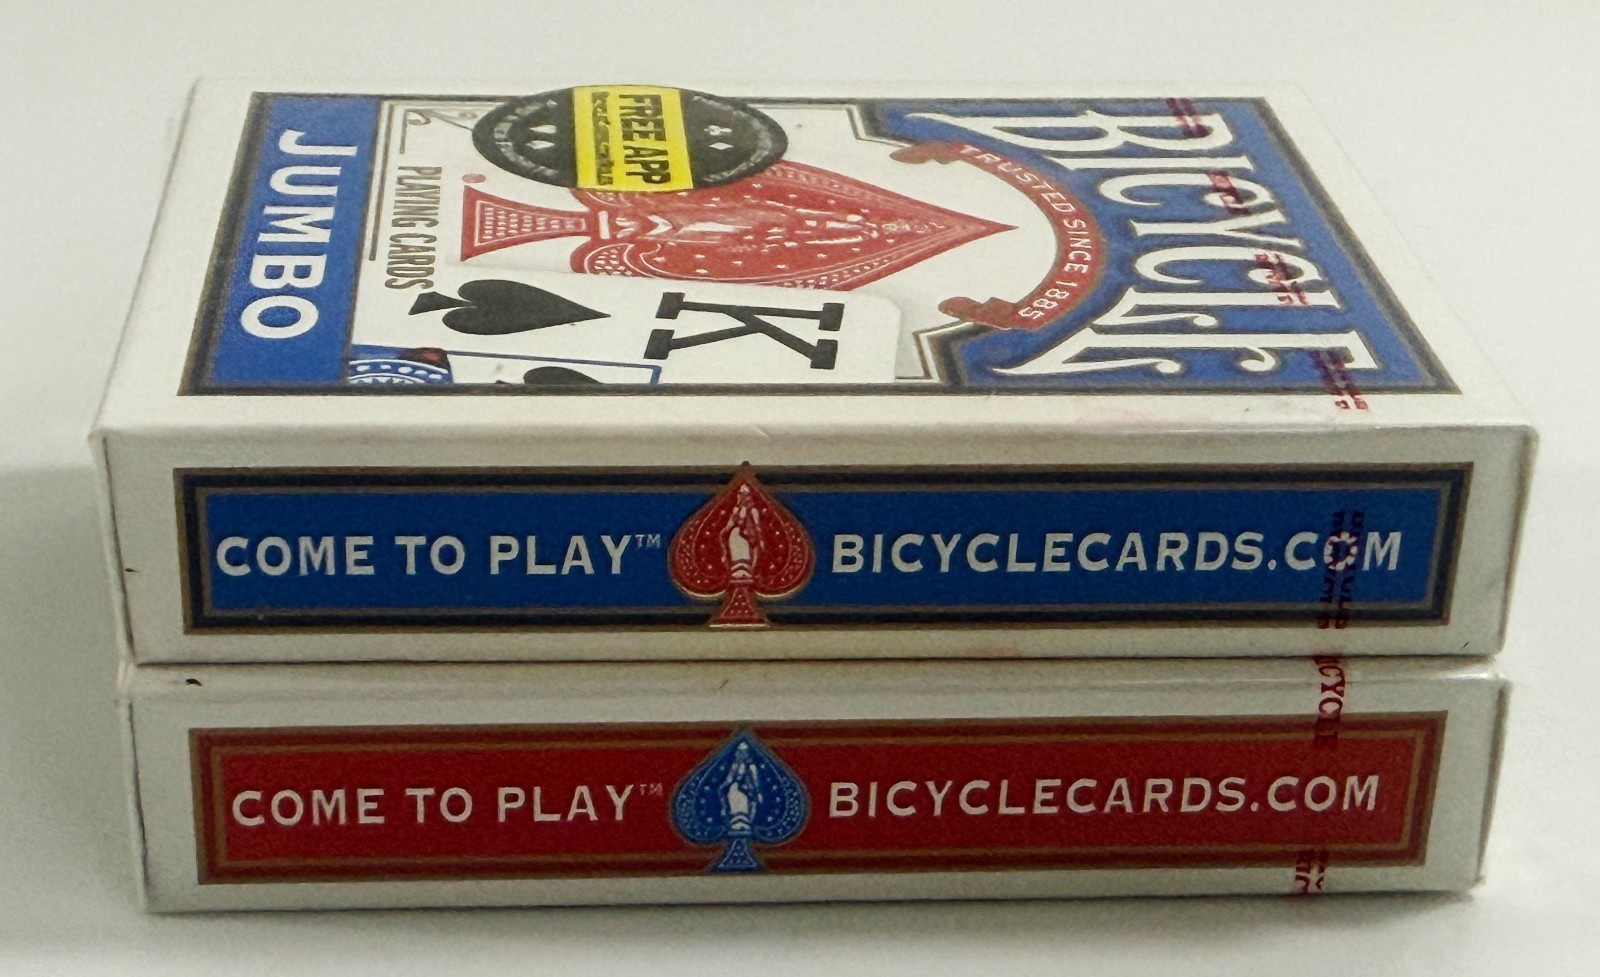 BICYCLE
TRUSTED SINCE 1885
FREE APP
K
PLAYING CARDS
JUMBO
COME TO PLAY™ BICYCLECARDS.COM
COME TO PLAY™ BICYCLECARDS.COM
BICYCLE